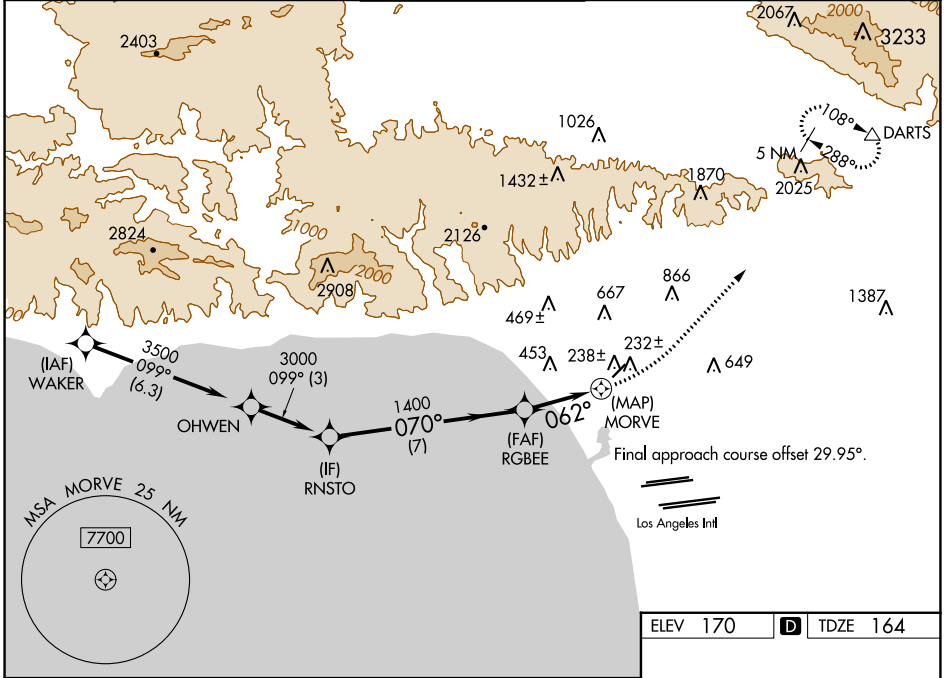 2067
2000
3233
2403
108°
DARTS
1026
288°
5 NM
1432 ±
1870
2025
1000
2126
2824
2000
2908
866
667
1387
469 ±
(IAF)
WAKER
3500
099°
(6.3)
3000
099° (3)
453
238 ±
232 ±
649
OHWEN
1400
070°
(7)
062°
(MAP)
MORVE
(FAF)
RGBEE
(IF)
RNSTO
Final approach course offset 29.95°.
MSA MORVE 25 NM
7700
Los Angeles Intl
ELEV 170 D TDZE 164